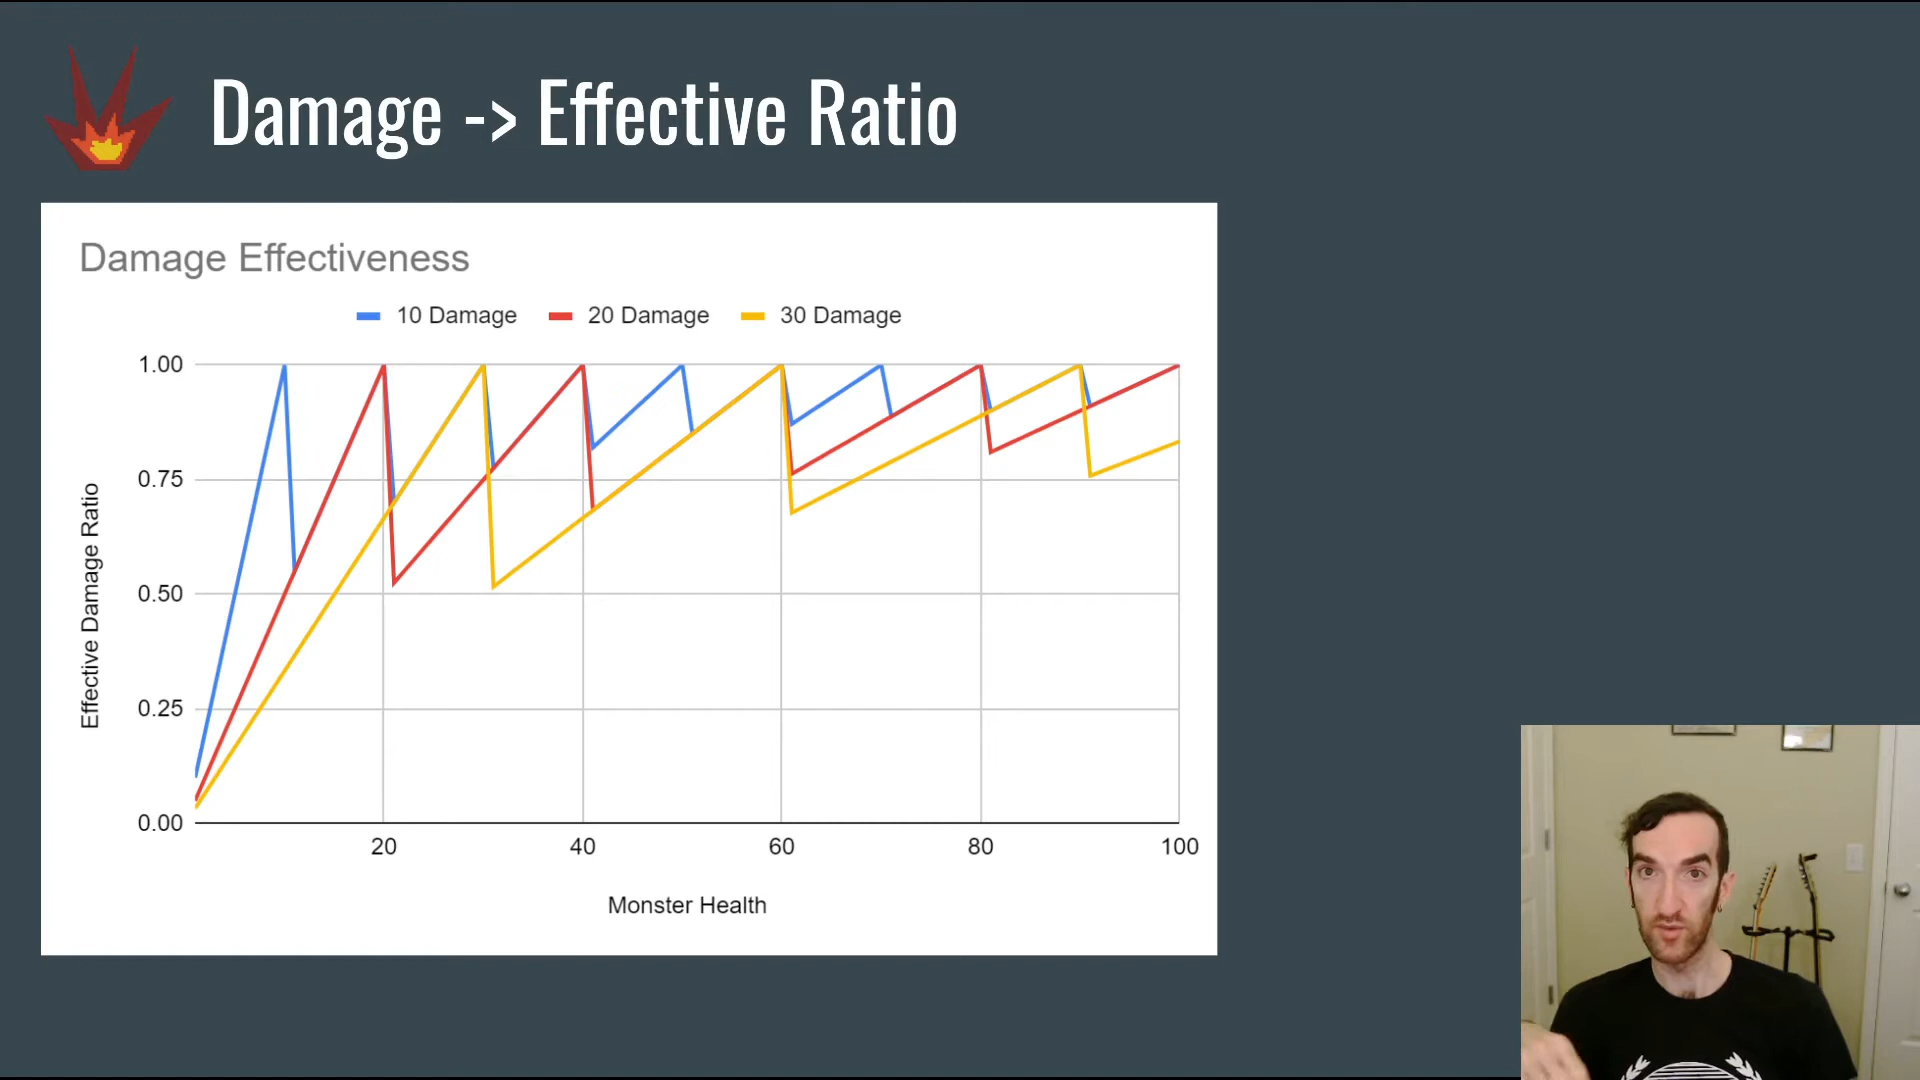 Damage -> Effective Ratio
Damage Effectiveness
10 Damage 20 Damage 30 Damage
1.00
0.75
0.50
0.25
0.00
Effective Damage Ratio
20 40 60 80 100
Monster Health